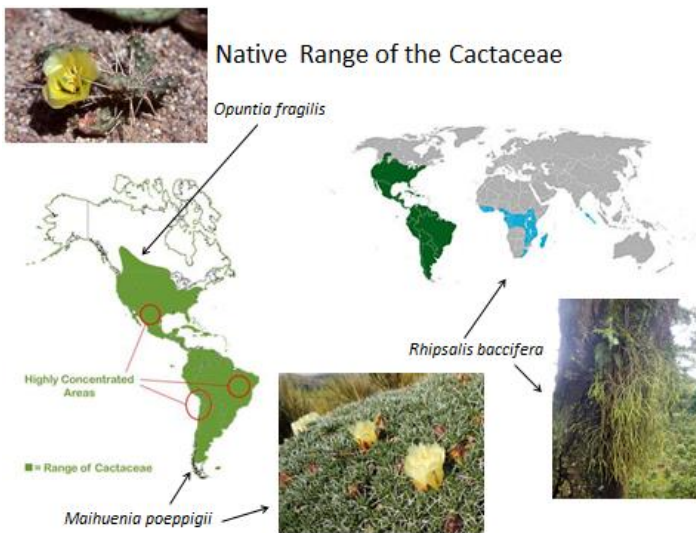 Native Range of the Cactaceae
Opuntia fragilis
Rhipsalis baccifera
Highly Concentrated
Areas
■= Range of Cactaceae
Maihuenia poeppigii